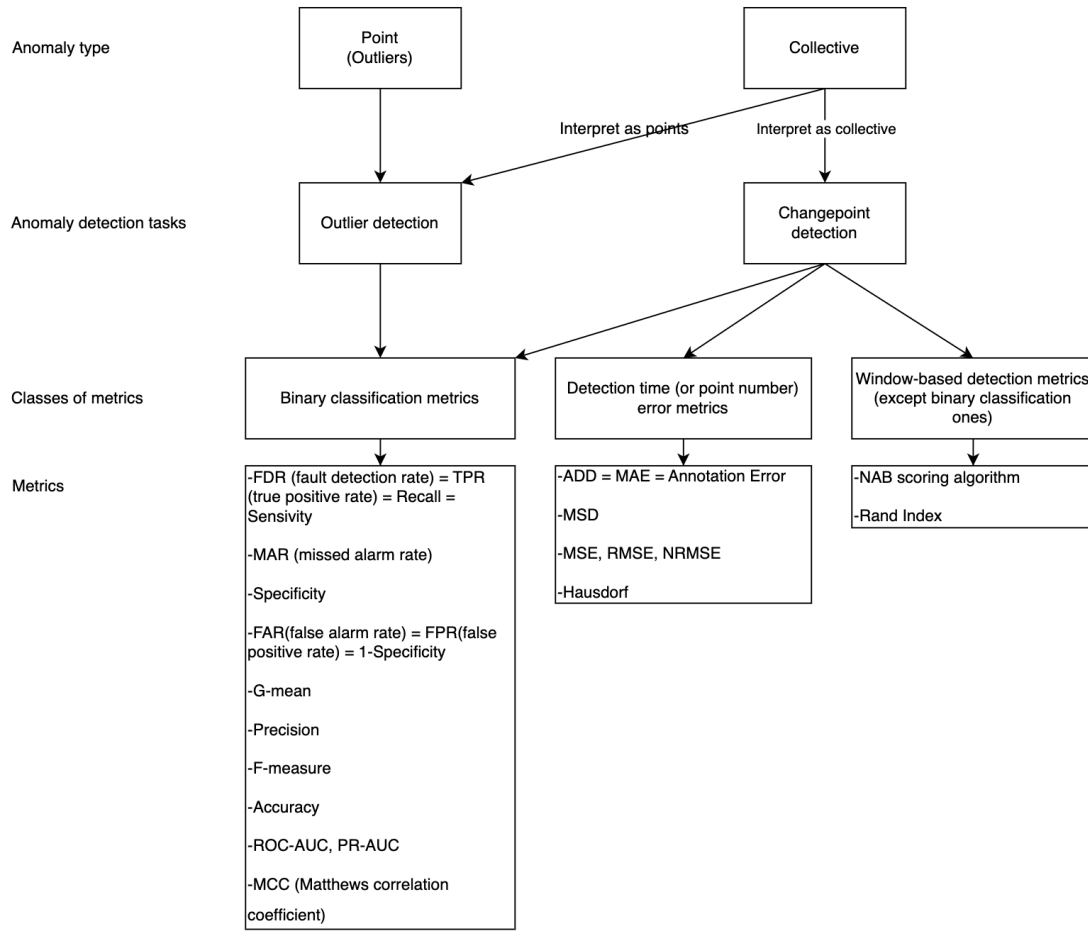 Anomaly type
Point
(Outliers)
Collective
Interpret as points
Interpret as collective
Anomaly detection tasks
Outlier detection
Changepoint
detection
Classes of metrics
Binary classification metrics
Detection time (or point number)
error metrics
Window-based detection metrics
(except binary classification
ones)
Metrics
-FDR (fault detection rate) = TPR
(true positive rate) = Recall =
Sensivity
-MAR (missed alarm rate)
-Specificity
-FAR(false alarm rate) = FPR(false
positive rate) = 1-Specificity
-G-mean
-Precision
-F-measure
-Accuracy
-ROC-AUC, PR-AUC
-MCC (Matthews correlation
coefficient)
-ADD = MAE = Annotation Error
-MSD
-MSE, RMSE, NRMSE
-Hausdorf
-NAB scoring algorithm
-Rand Index